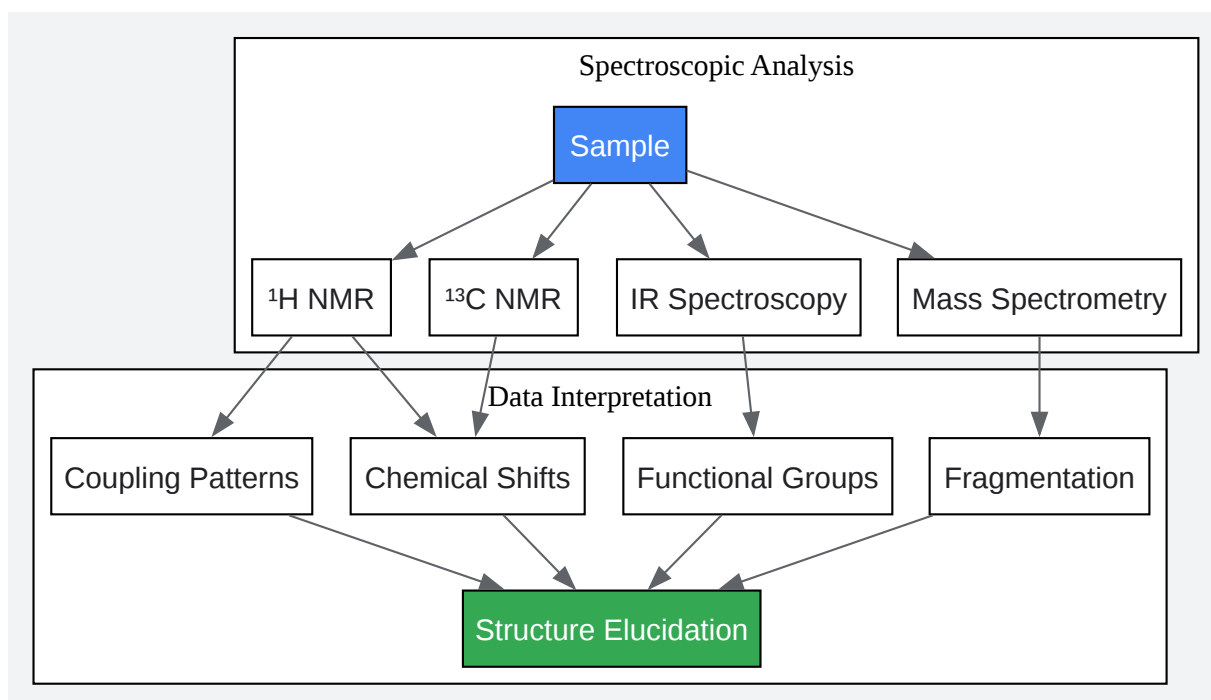 Spectroscopic Analysis
Sample
¹H NMR
¹³C NMR
IR Spectroscopy
Mass Spectrometry
Data Interpretation
Coupling Patterns
Chemical Shifts
Functional Groups
Fragmentation
Structure Elucidation